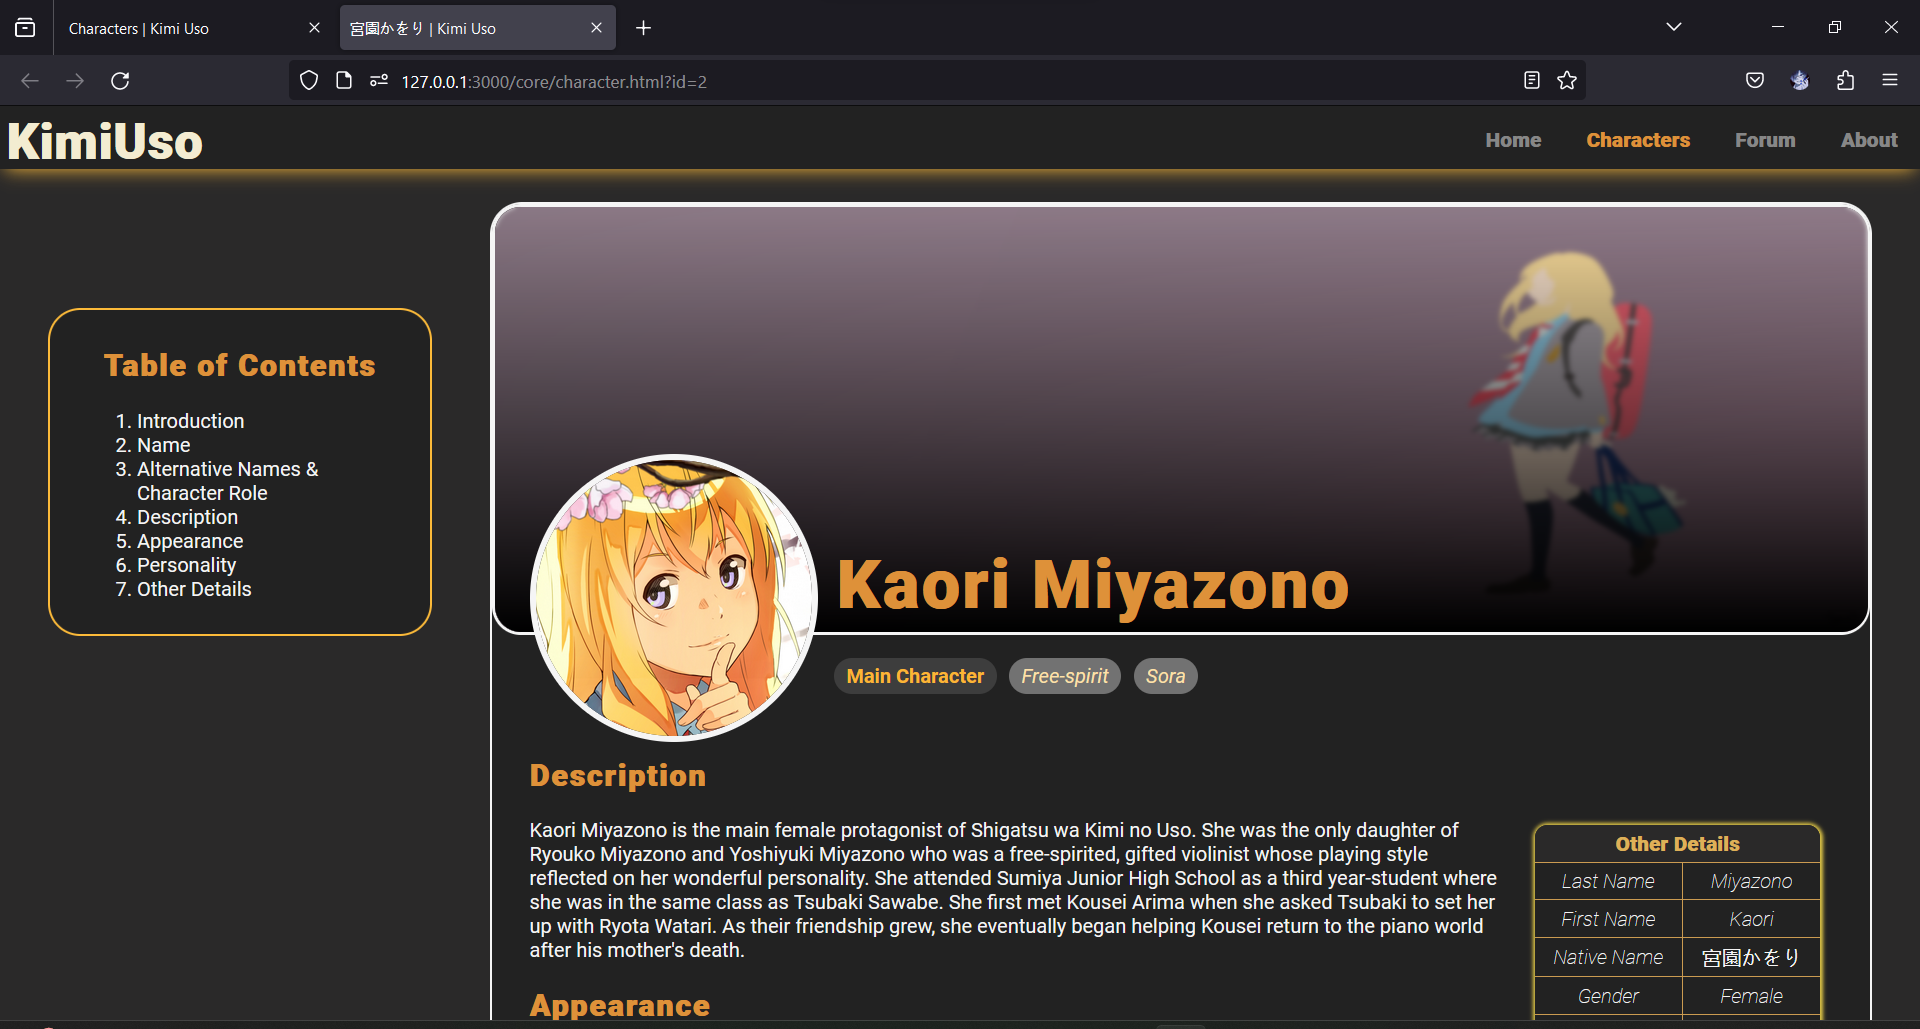 Characters | Kimi Uso
宮園かをり | Kimi Uso
127.0.0.1:3000/core/character.html?id=2
KimiUso
Home
Characters
Forum
About
Table of Contents
1. Introduction
2. Name
3. Alternative Names &
Character Role
4. Description
5. Appearance
6. Personality
7. Other Details
Kaori Miyazono
Main Character
Free-spirit
Sora
Description
Kaori Miyazono is the main female protagonist of Shigatsu wa Kimi no Uso. She was the only daughter of
Ryouko Miyazono and Yoshiyuki Miyazono who was a free-spirited, gifted violinist whose playing style
reflected on her wonderful personality. She attended Sumiya Junior High School as a third year-student where
she was in the same class as Tsubaki Sawabe. She first met Kousei Arima when she asked Tsubaki to set her
up with Ryota Watari. As their friendship grew, she eventually began helping Kousei return to the piano world
after his mother's death.
Appearance
Other Details
Last Name Miyazono
First Name Kaori
Native Name 宮園かをり
Gender Female